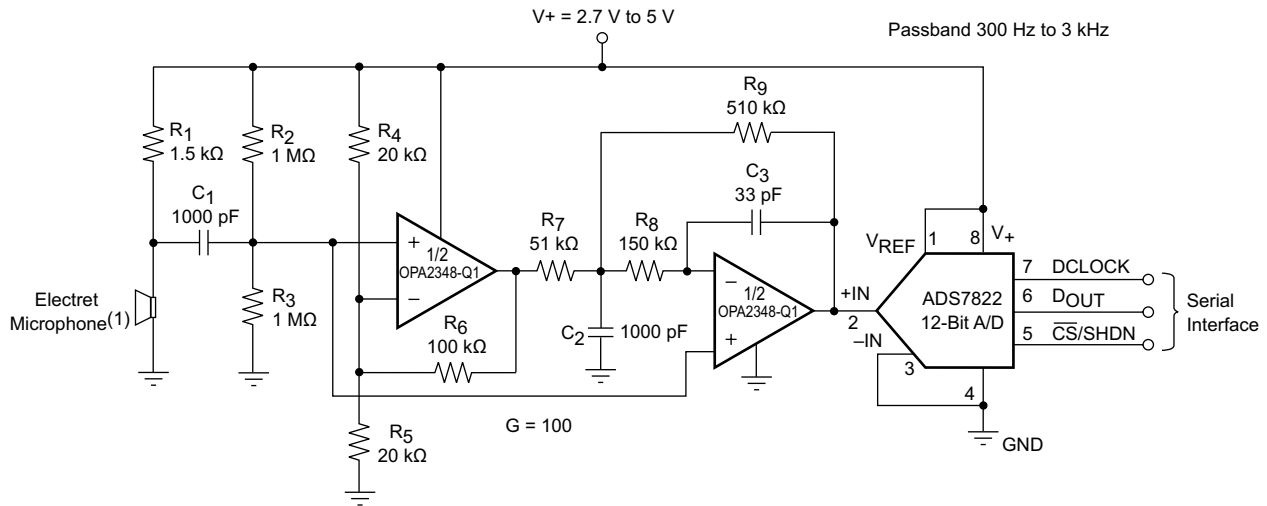 V+ = 2.7 V to 5 V
Passband 300 Hz to 3 kHz
R1
1.5 kΩ
R2
1 MΩ
R4
20 kΩ
R9
510 kΩ
C3
33 pF
C1
1000 pF
R7
51 kΩ
R8
150 kΩ
VREF
1
8
V+
+
1/2
OPA2348-Q1
−
−
1/2
OPA2348-Q1
+
7
DCLOCK
+IN
2
ADS7822
12-Bit A/D
6
DOUT
Serial
Interface
–IN
3
5
CS/SHDN
Electret
Microphone(1)
R3
1 MΩ
R6
100 kΩ
C2
1000 pF
4
G = 100
R5
20 kΩ
GND